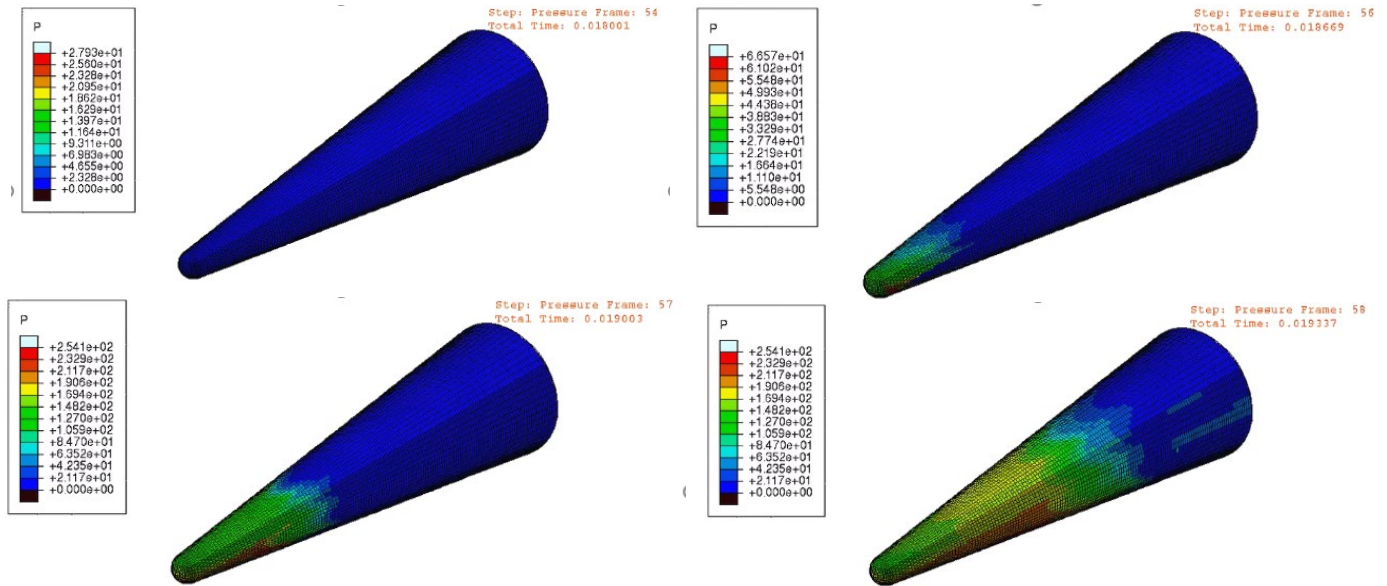 Step: Pressure Frame: 54
Total Time: 0.018001
P
+2.793e+01
+2.560e+01
+2.328e+01
+2.095e+01
+1.862e+01
+1.629e+01
+1.397e+01
+1.164e+01
+9.311e+00
+6.983e+00
+4.655e+00
+2.328e+00
+0.000e+00
Step: Pressure Frame: 56
Total Time: 0.018669
P
+6.657e+01
+6.102e+01
+5.548e+01
+4.993e+01
+4.438e+01
+3.883e+01
+3.329e+01
+2.774e+01
+2.219e+01
+1.664e+01
+1.110e+01
+5.548e+00
+0.000e+00
Step: Pressure Frame: 57
Total Time: 0.019003
P
+2.541e+02
+2.329e+02
+2.117e+02
+1.906e+02
+1.694e+02
+1.482e+02
+1.270e+02
+1.059e+02
+8.470e+01
+6.352e+01
+4.235e+01
+2.117e+01
+0.000e+00
Step: Pressure Frame: 58
Total Time: 0.019337
P
+2.541e+02
+2.329e+02
+2.117e+02
+1.906e+02
+1.694e+02
+1.482e+02
+1.270e+02
+1.059e+02
+8.470e+01
+6.352e+01
+4.235e+01
+2.117e+01
+0.000e+00